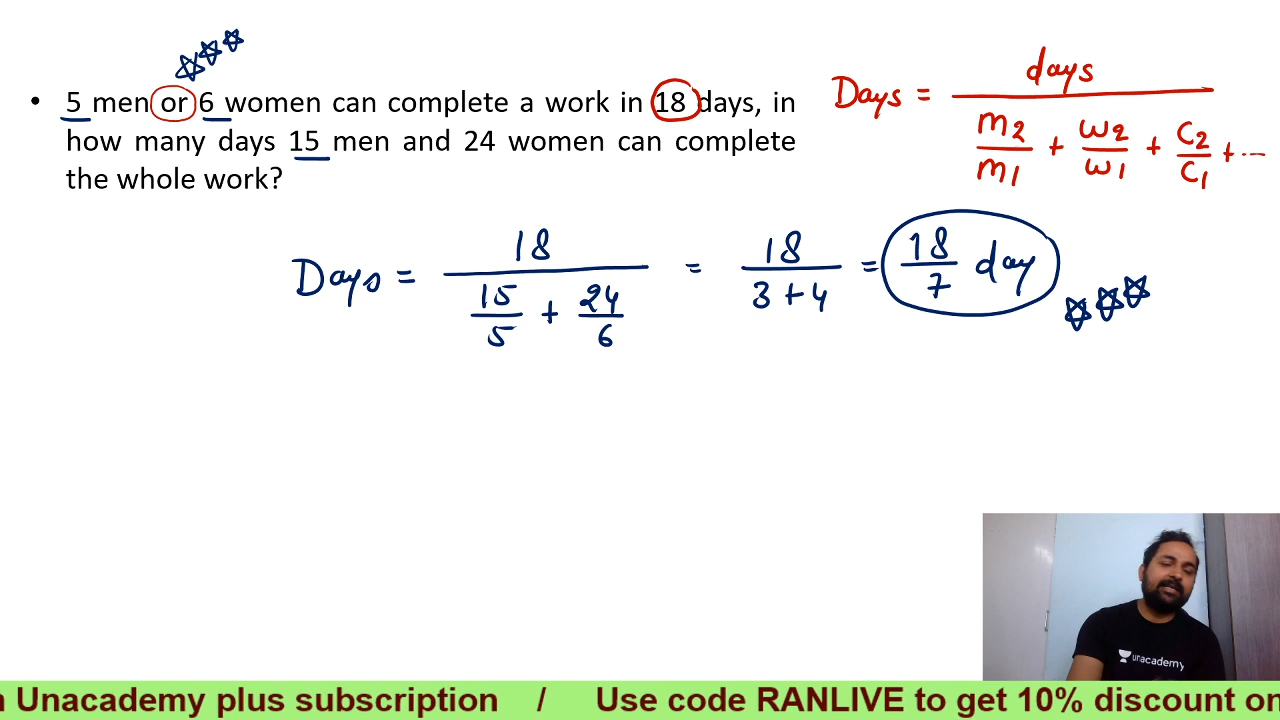 • 5 men or 6 women can complete a work in 18 days, in
how many days 15 men and 24 women can complete
the whole work?
Days = days / (m2/m1 + w2/w1 + c2/c1 + ...)
Days = 18 / (15/5 + 24/6) = 18 / (3+4) = 18/7 day
unacademy
n Unacademy plus subscription / Use code RANLIVE to get 10% discount on